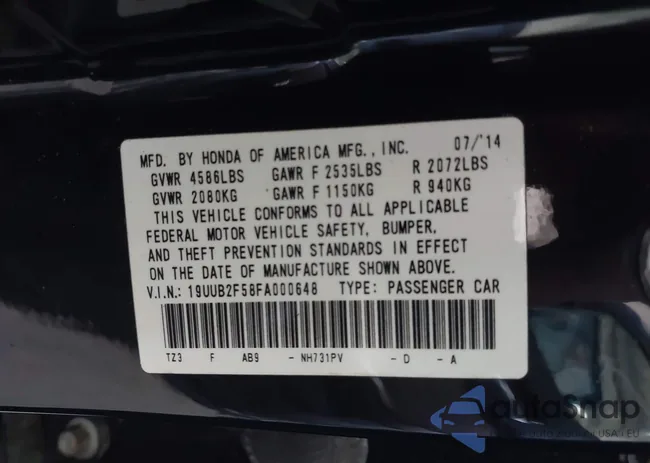 MFD. BY HONDA OF AMERICA MFG., INC. 07/'14
GVWR 4586LBS GAWR F 2535LBS R 2072LBS
GVWR 2080KG GAWR F 1150KG R 940KG
THIS VEHICLE CONFORMS TO ALL APPLICABLE
FEDERAL MOTOR VEHICLE SAFETY, BUMPER,
AND THEFT PREVENTION STANDARDS IN EFFECT
ON THE DATE OF MANUFACTURE SHOWN ABOVE.
V.I.N.: 19UUB2F58FA000648 TYPE: PASSENGER CAR
TZ3 F AB9 - NH731PV - D - A
autoSnap